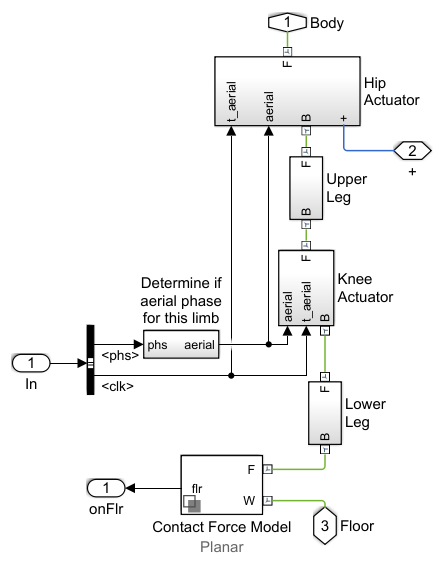 1
Body
F
t_aerial
aerial
B
+
Hip
Actuator
2
+
F
B
Upper
Leg
F
aerial
t_aerial
B
Knee
Actuator
Determine if
aerial phase
for this limb
phs
aerial
<phs>
<clk>
1
In
F
B
Lower
Leg
flr
F
W
1
onFlr
Contact Force Model
Planar
3
Floor